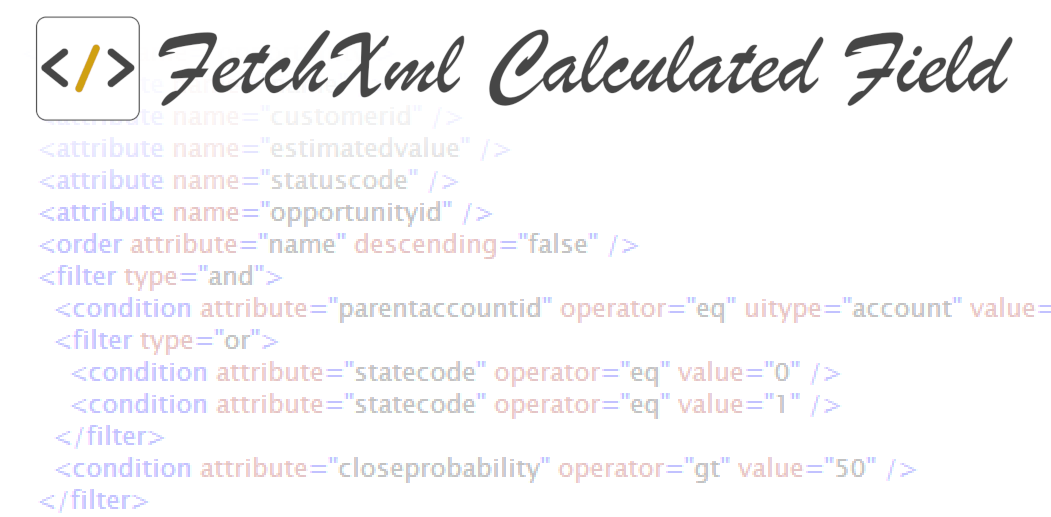 </> FetchXml Calculated Field
<attribute name="customerid" />
<attribute name="estimatedvalue" />
<attribute name="statuscode" />
<attribute name="opportunityid" />
<order attribute="name" descending="false" />
<filter type="and">
<condition attribute="parentaccountid" operator="eq" uitype="account" value=
<filter type="or">
<condition attribute="statecode" operator="eq" value="0" />
<condition attribute="statecode" operator="eq" value="1" />
</filter>
<condition attribute="closeprobability" operator="gt" value="50" />
</filter>